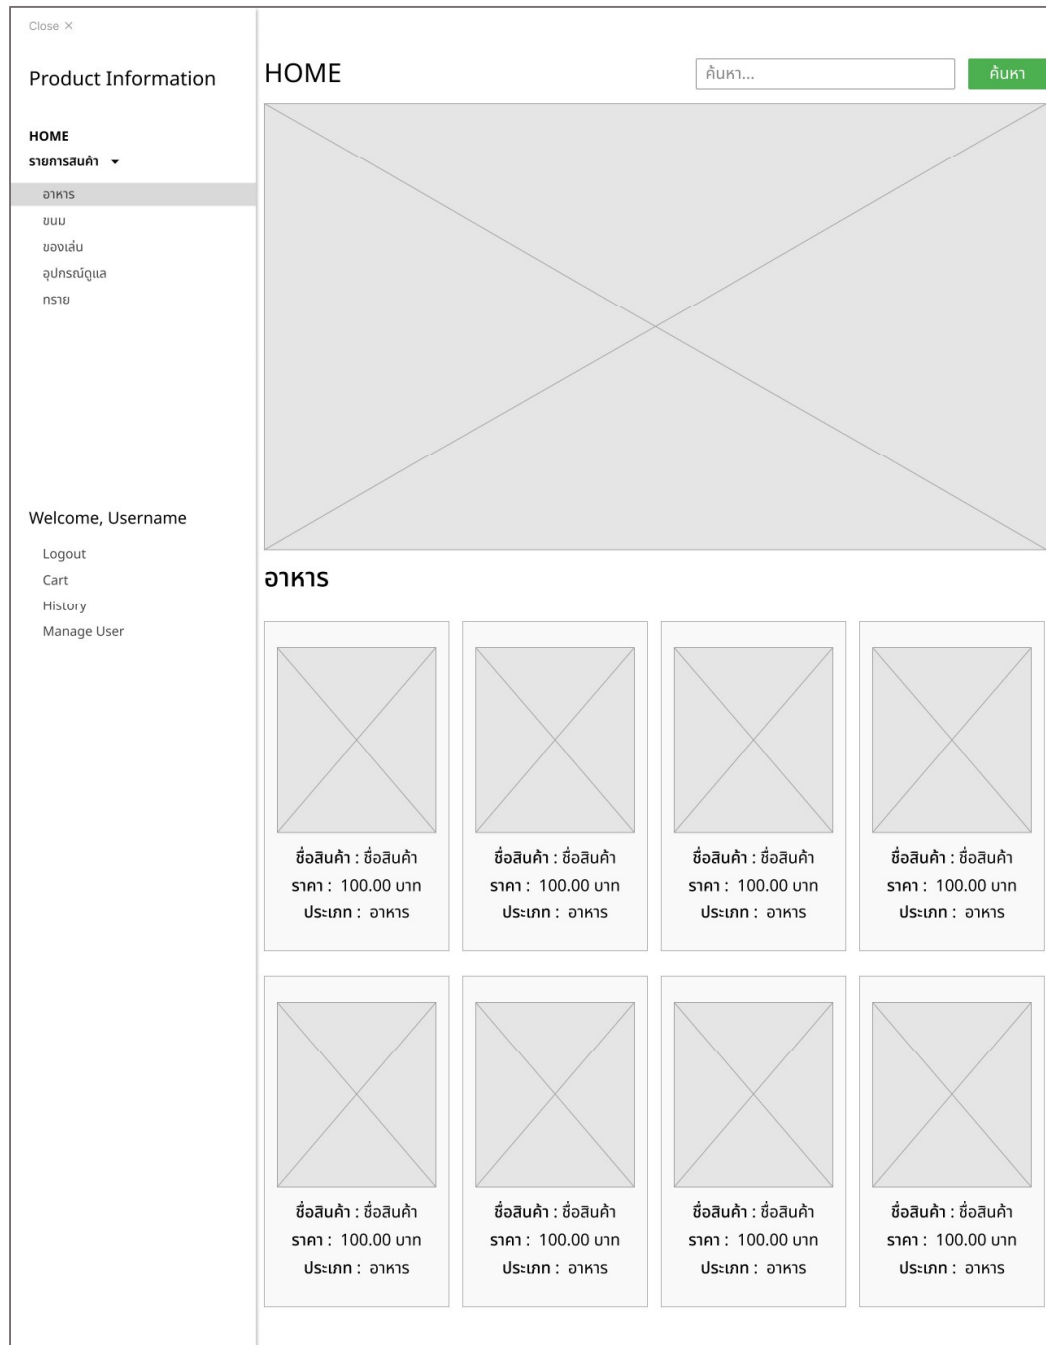 Close ×
Product Information
HOME
รายการสินค้า
อาหาร
ขนม
ของเล่น
อุปกรณ์ดูแล
ทราย
Welcome, Username
Logout
Cart
History
Manage User
HOME
ค้นหา...
ค้นหา
อาหาร
ชื่อสินค้า : ชื่อสินค้า
ราคา : 100.00 บาท
ประเภท : อาหาร
ชื่อสินค้า : ชื่อสินค้า
ราคา : 100.00 บาท
ประเภท : อาหาร
ชื่อสินค้า : ชื่อสินค้า
ราคา : 100.00 บาท
ประเภท : อาหาร
ชื่อสินค้า : ชื่อสินค้า
ราคา : 100.00 บาท
ประเภท : อาหาร
ชื่อสินค้า : ชื่อสินค้า
ราคา : 100.00 บาท
ประเภท : อาหาร
ชื่อสินค้า : ชื่อสินค้า
ราคา : 100.00 บาท
ประเภท : อาหาร
ชื่อสินค้า : ชื่อสินค้า
ราคา : 100.00 บาท
ประเภท : อาหาร
ชื่อสินค้า : ชื่อสินค้า
ราคา : 100.00 บาท
ประเภท : อาหาร